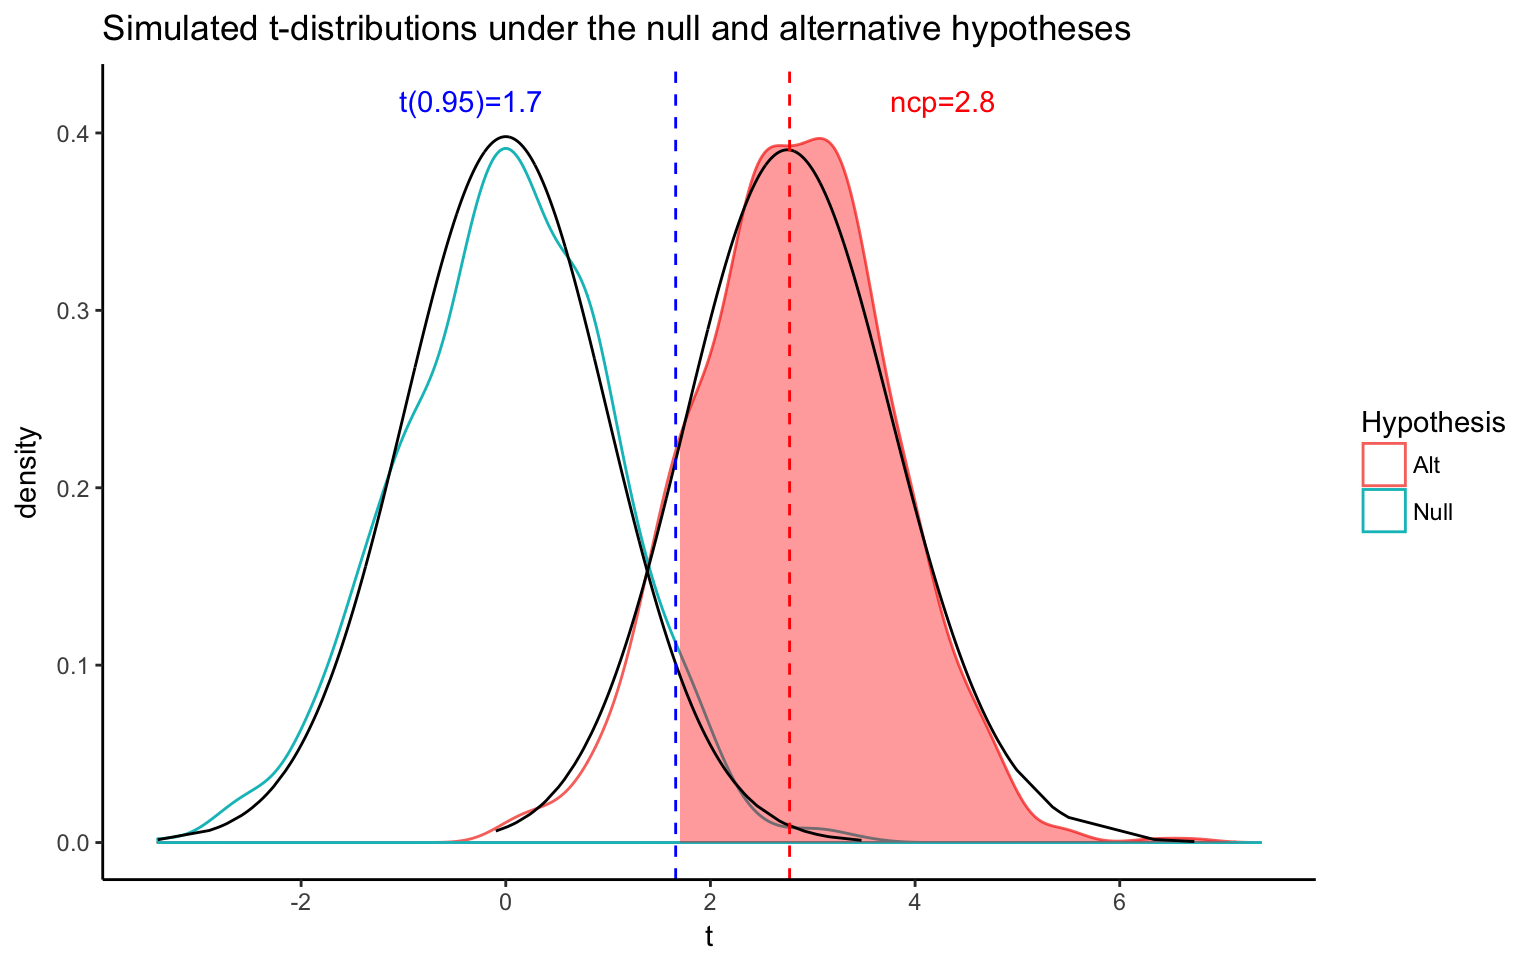 Simulated t-distributions under the null and alternative hypotheses
t(0.95)=1.7
ncp=2.8
density
0.4
0.3
0.2
0.1
0.0
-2
0
2
4
6
t
Hypothesis
Alt
Null